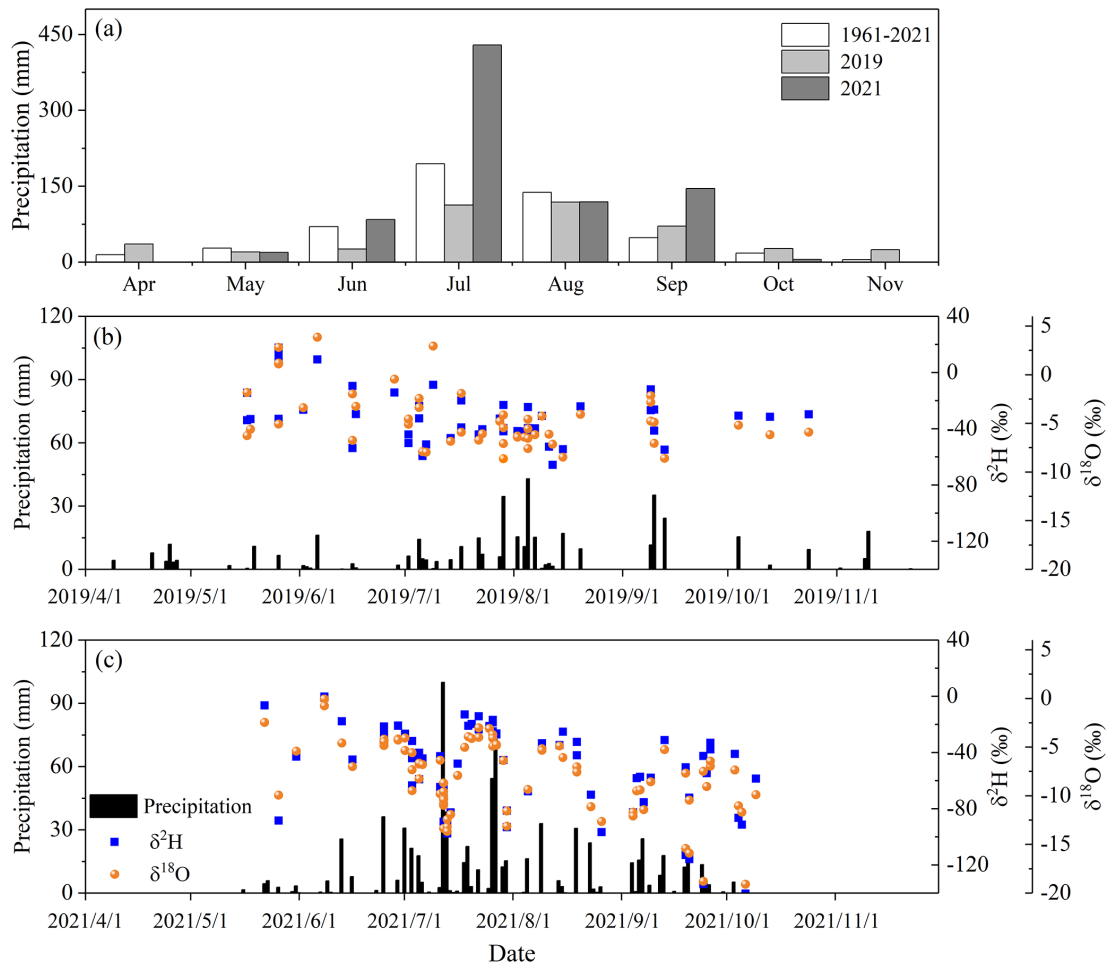 (a)
Precipitation (mm)
450
300
150
0
1961-2021
2019
2021
Apr May Jun Jul Aug Sep Oct Nov
(b)
Precipitation (mm)
120
90
60
30
0
40
0
-40
-80
-120
δ²H (‰)
5
0
-5
-10
-15
-20
δ¹⁸O (‰)
2019/4/1 2019/5/1 2019/6/1 2019/7/1 2019/8/1 2019/9/1 2019/10/1 2019/11/1
(c)
Precipitation (mm)
120
90
60
30
0
Precipitation
δ²H
δ¹⁸O
40
0
-40
-80
-120
δ²H (‰)
5
0
-5
-10
-15
-20
δ¹⁸O (‰)
2021/4/1 2021/5/1 2021/6/1 2021/7/1 2021/8/1 2021/9/1 2021/10/1 2021/11/1
Date